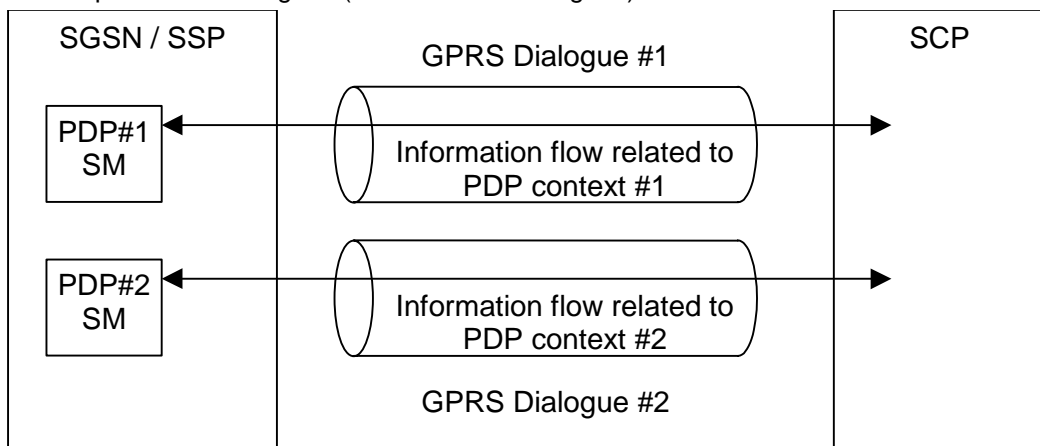 SGSN / SSP
SCP
GPRS Dialogue #1
PDP#1
SM
Information flow related to
PDP context #1
PDP#2
SM
Information flow related to
PDP context #2
GPRS Dialogue #2